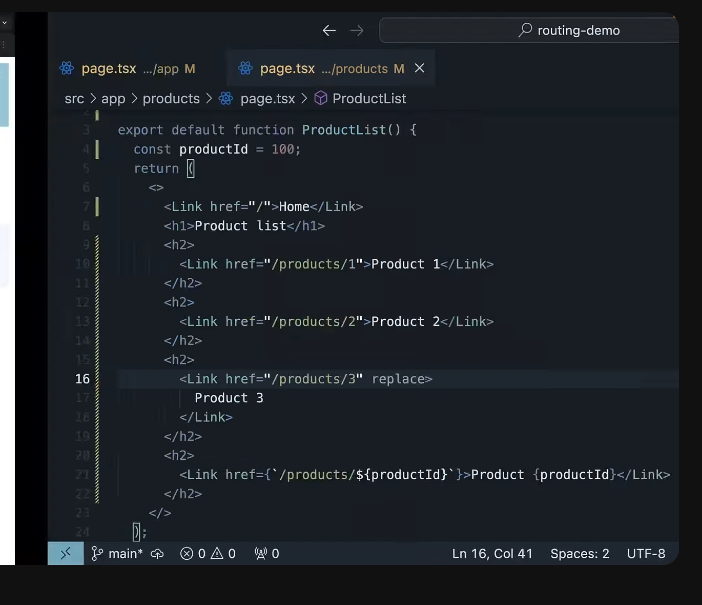 routing-demo
page.tsx .../app M
page.tsx .../products M
src > app > products > page.tsx > ProductList
2
3 export default function ProductList() {
4 const productId = 100;
5 return (
6 <>
7 <Link href="/">Home</Link>
8 <h1>Product list</h1>
9 <h2>
10 <Link href="/products/1">Product 1</Link>
11 </h2>
12 <h2>
13 <Link href="/products/2">Product 2</Link>
14 </h2>
15 <h2>
16 <Link href="/products/3" replace>
17 Product 3
18 </Link>
19 </h2>
20 <h2>
21 <Link href={`/products/${productId}`}>Product {productId}</Link>
22 </h2>
23 </>
24 );
main* 0 0 0 Ln 16, Col 41 Spaces: 2 UTF-8